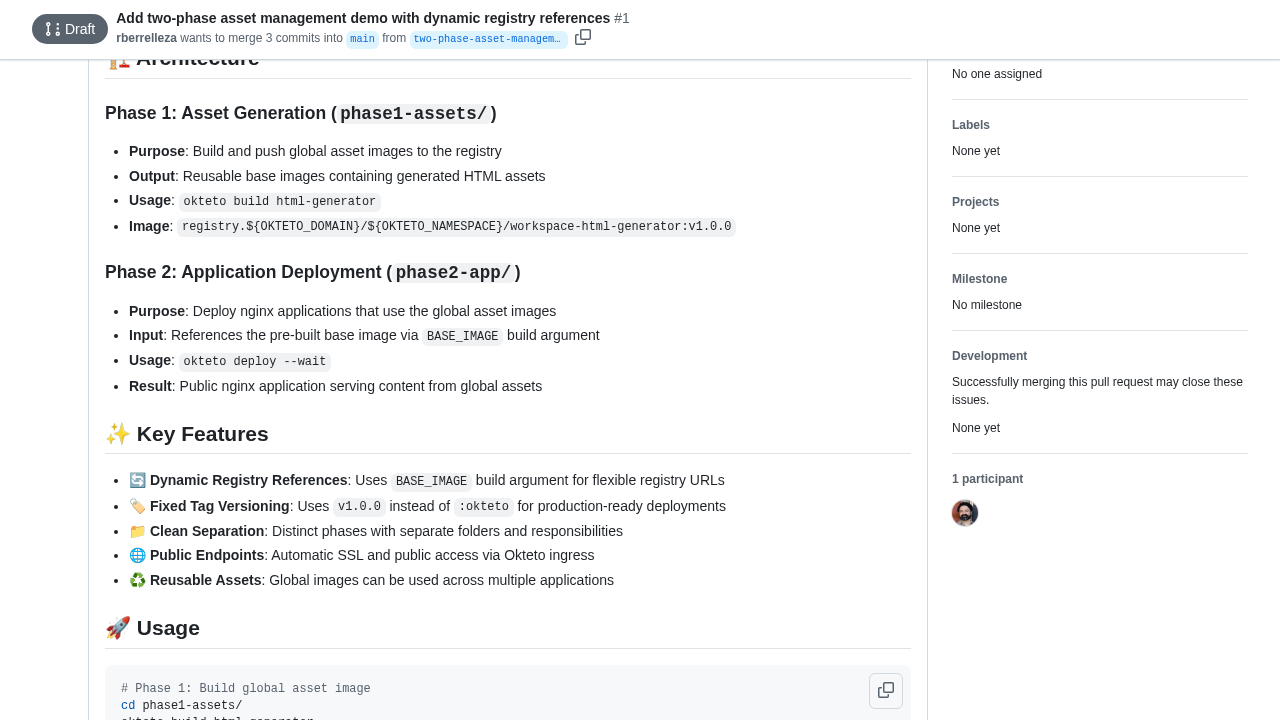 Draft
Add two-phase asset management demo with dynamic registry references #1
rberrelleza wants to merge 3 commits into main from two-phase-asset-managem…
🏗️ Architecture
Phase 1: Asset Generation (phase1-assets/)
• Purpose: Build and push global asset images to the registry
• Output: Reusable base images containing generated HTML assets
• Usage: okteto build html-generator
• Image: registry.${OKTETO_DOMAIN}/${OKTETO_NAMESPACE}/workspace-html-generator:v1.0.0
Phase 2: Application Deployment (phase2-app/)
• Purpose: Deploy nginx applications that use the global asset images
• Input: References the pre-built base image via BASE_IMAGE build argument
• Usage: okteto deploy --wait
• Result: Public nginx application serving content from global assets
✨ Key Features
• 🔄 Dynamic Registry References: Uses BASE_IMAGE build argument for flexible registry URLs
• 🏷️ Fixed Tag Versioning: Uses v1.0.0 instead of :okteto for production-ready deployments
• 📁 Clean Separation: Distinct phases with separate folders and responsibilities
• 🌐 Public Endpoints: Automatic SSL and public access via Okteto ingress
• ♻️ Reusable Assets: Global images can be used across multiple applications
🚀 Usage
# Phase 1: Build global asset image
cd phase1-assets/
okteto build html-generator
No one assigned
Labels
None yet
Projects
None yet
Milestone
No milestone
Development
Successfully merging this pull request may close these
issues.
None yet
1 participant